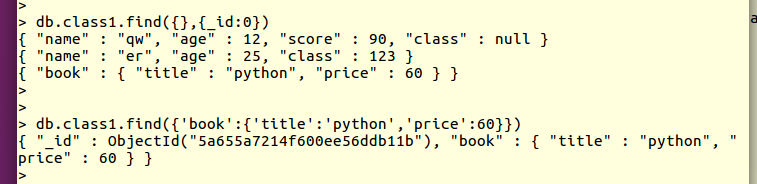 >
> db.class1.find({},{_id:0})
{ "name" : "qw", "age" : 12, "score" : 90, "class" : null }
{ "name" : "er", "age" : 25, "class" : 123 }
{ "book" : { "title" : "python", "price" : 60 } }
>
>
> db.class1.find({'book':{'title':'python','price':60}})
{ "_id" : ObjectId("5a655a7214f600ee56ddb11b"), "book" : { "title" : "python", "
price" : 60 } }
>
a